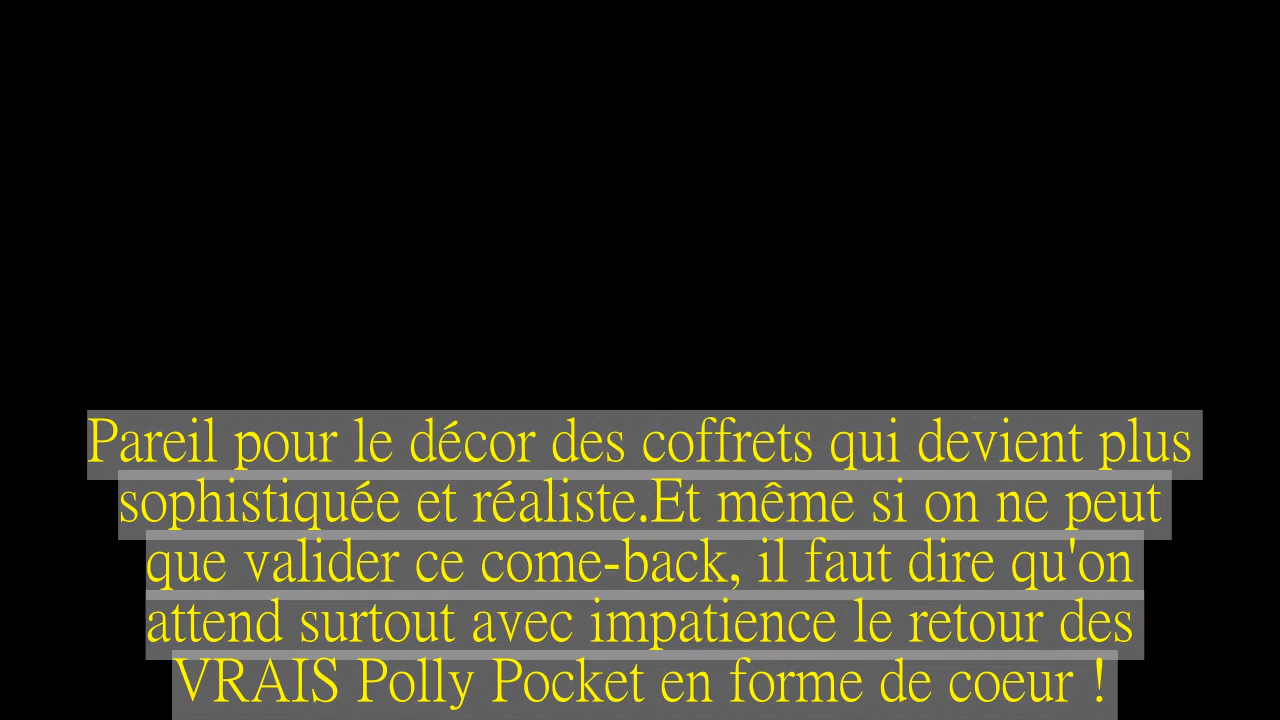 Pareil pour le décor des coffrets qui devient plus
sophistiquée et réaliste.Et même si on ne peut
que valider ce come-back, il faut dire qu'on
attend surtout avec impatience le retour des
VRAIS Polly Pocket en forme de coeur !